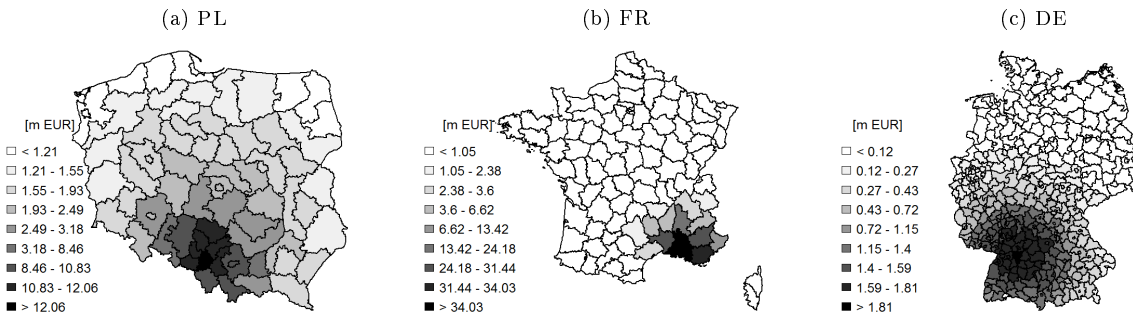 (a) PL
[m EUR]
< 1.21
1.21 - 1.55
1.55 - 1.93
1.93 - 2.49
2.49 - 3.18
3.18 - 8.46
8.46 - 10.83
10.83 - 12.06
> 12.06
(b) FR
[m EUR]
< 1.05
1.05 - 2.38
2.38 - 3.6
3.6 - 6.62
6.62 - 13.42
13.42 - 24.18
24.18 - 31.44
31.44 - 34.03
> 34.03
(c) DE
[m EUR]
< 0.12
0.12 - 0.27
0.27 - 0.43
0.43 - 0.72
0.72 - 1.15
1.15 - 1.4
1.4 - 1.59
1.59 - 1.81
> 1.81